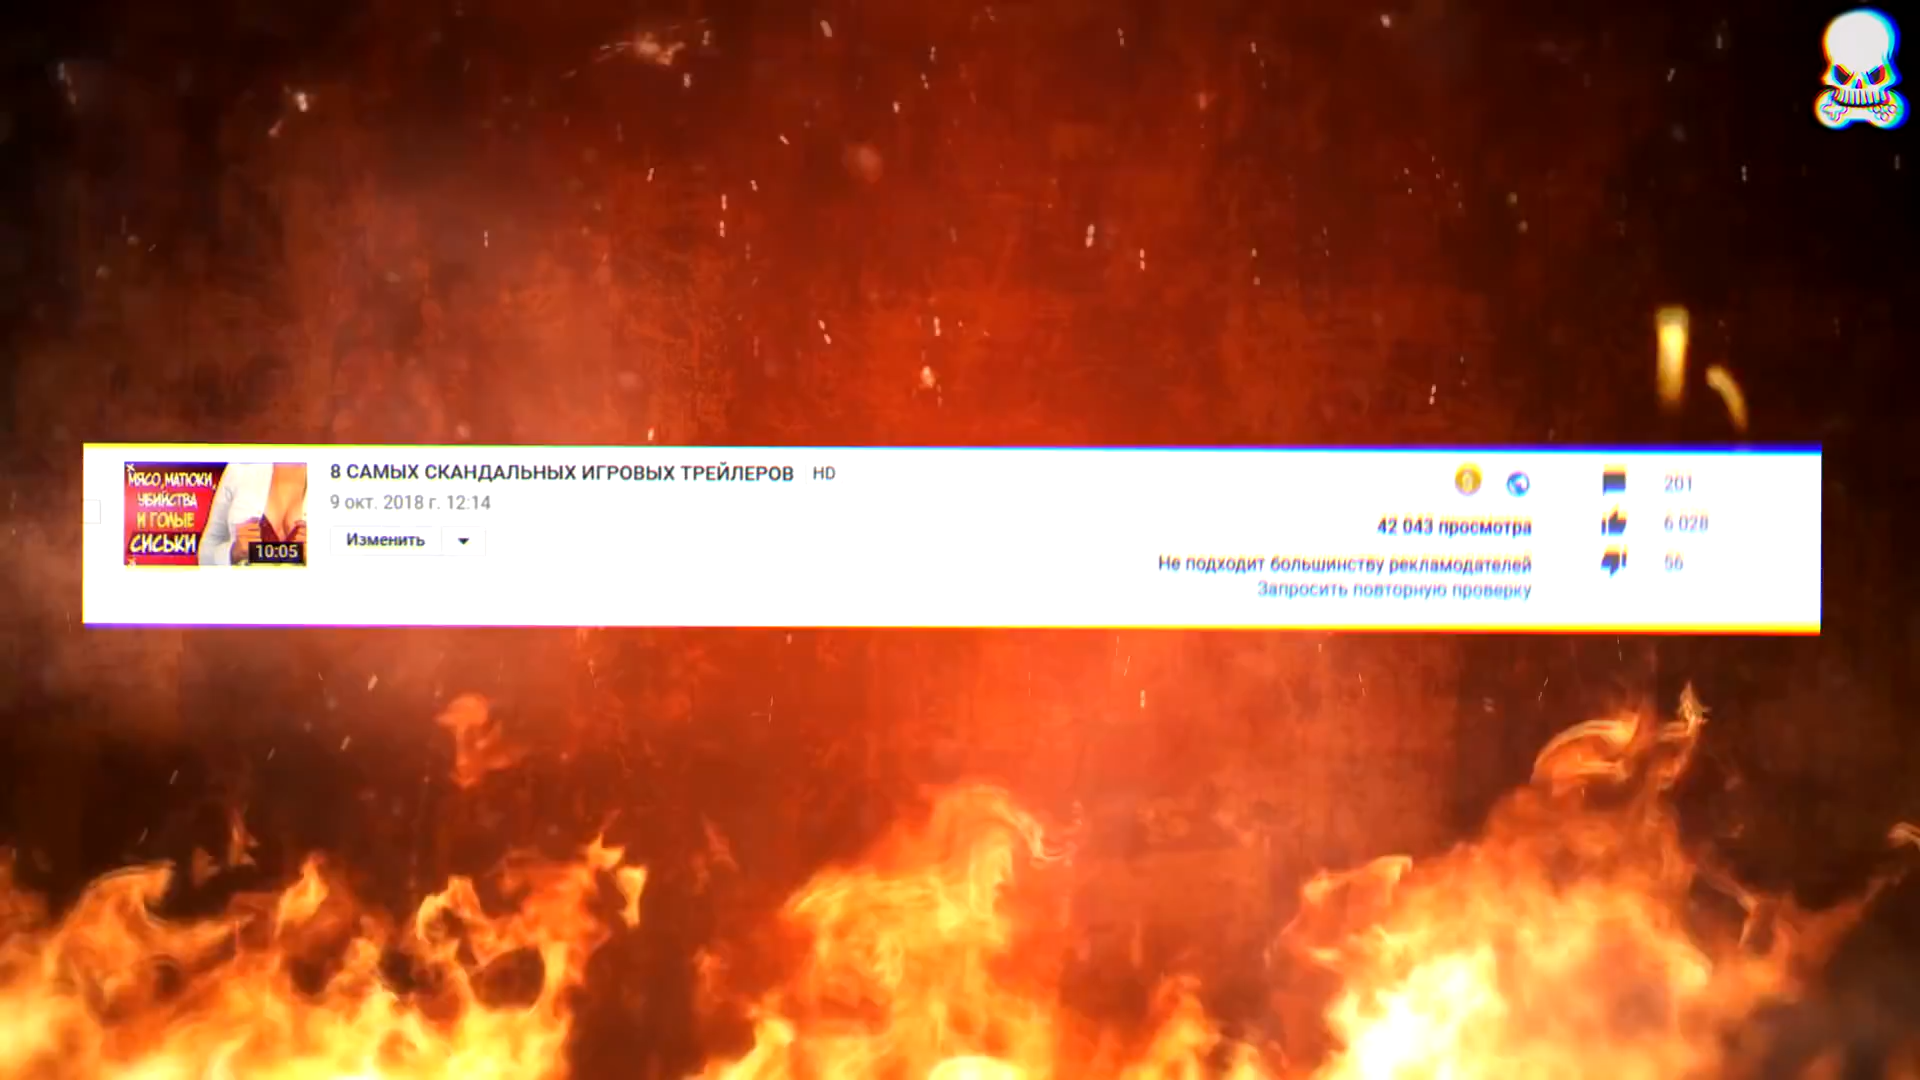 МЯСО, МАТЮКИ,
УБИЙСТВА
И ГОЛЫЕ
СИСЬКИ
10:05
8 САМЫХ СКАНДАЛЬНЫХ ИГРОВЫХ ТРЕЙЛЕРОВ HD
9 окт. 2018 г. 12:14
Изменить
42 043 просмотра
Не подходит большинству рекламодателей
Запросить повторную проверку
201
6 028
56